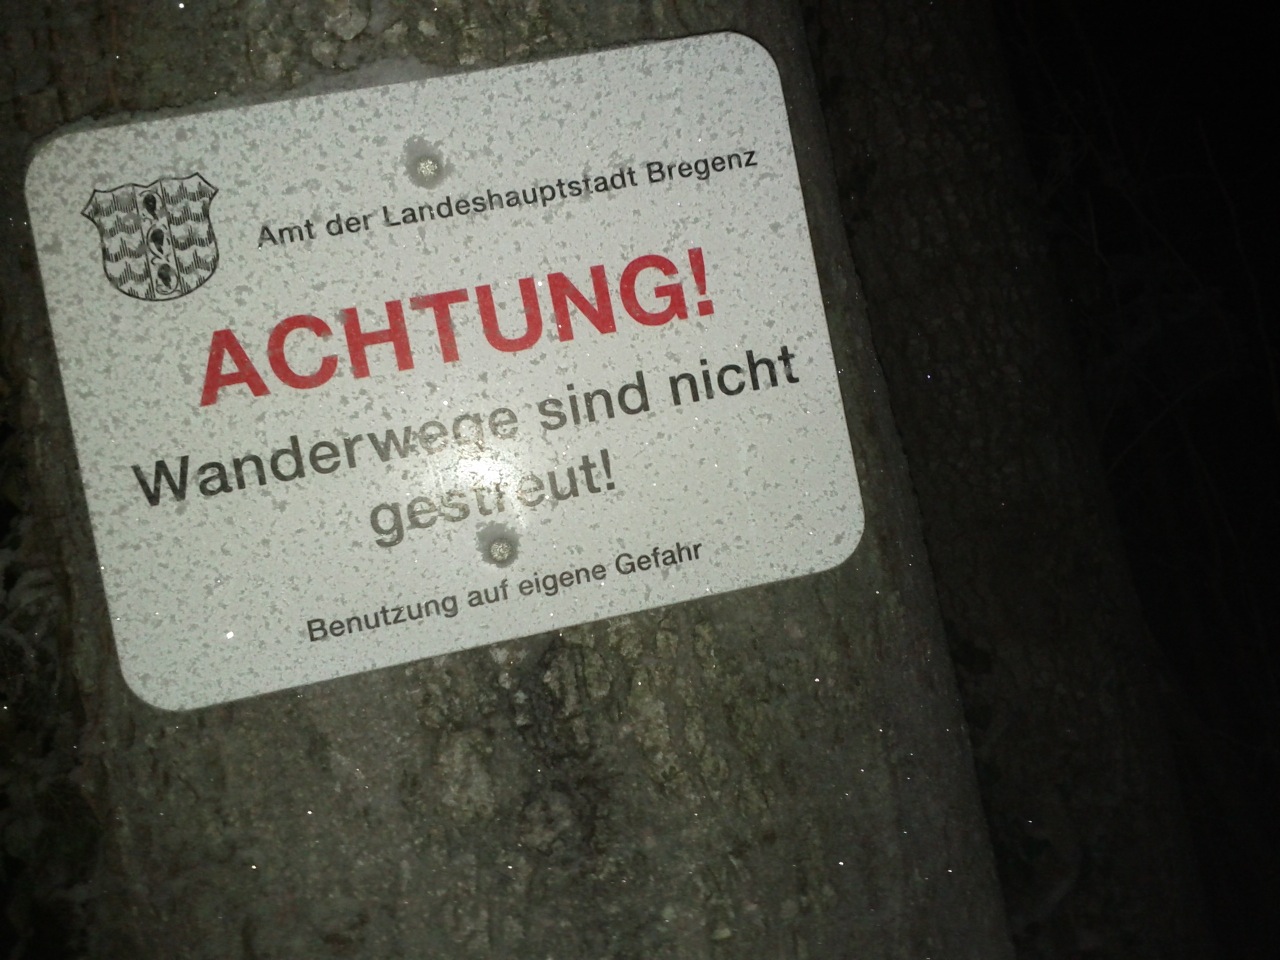 Amt der Landeshauptstadt Bregenz
ACHTUNG!
Wanderwege sind nicht
gestreut!
Benutzung auf eigene Gefahr